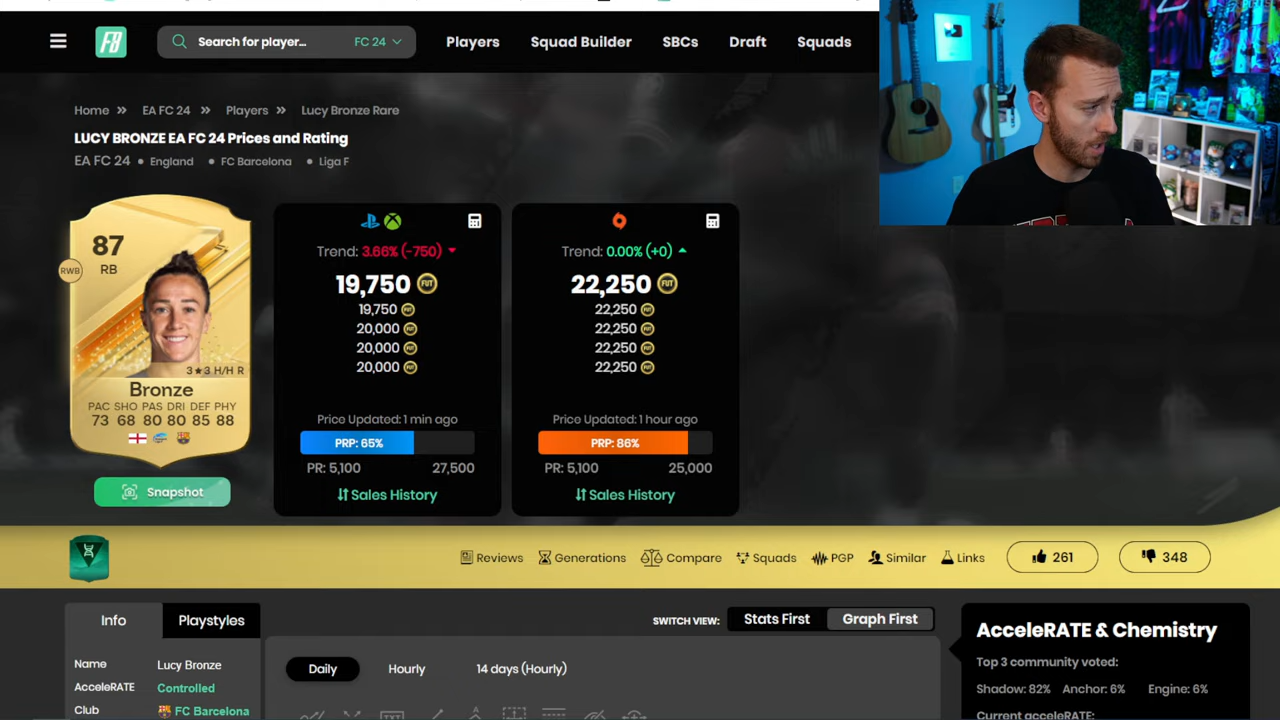 FB
Search for player...
FC 24
Players
Squad Builder
SBCs
Draft
Squads
Home » EA FC 24 » Players » Lucy Bronze Rare
LUCY BRONZE EA FC 24 Prices and Rating
EA FC 24 • England • FC Barcelona • Liga F
87
RB
RWB
3★3 H/H R
Bronze
PAC SHO PAS DRI DEF PHY
73 68 80 80 85 88
Snapshot
Trend: 3.66% (-750)
19,750
19,750
20,000
20,000
20,000
Price Updated: 1 min ago
PRP: 65%
PR: 5,100
27,500
Sales History
Trend: 0.00% (+0)
22,250
22,250
22,250
22,250
22,250
Price Updated: 1 hour ago
PRP: 86%
PR: 5,100
25,000
Sales History
Reviews
Generations
Compare
Squads
PGP
Similar
Links
261
348
Info
Playstyles
SWITCH VIEW:
Stats First
Graph First
Name
Lucy Bronze
AcceleRATE
Controlled
Club
FC Barcelona
Daily
Hourly
14 days (Hourly)
AcceleRATE & Chemistry
Top 3 community voted:
Shadow: 82% Anchor: 6% Engine: 6%
Current acceleRATE: